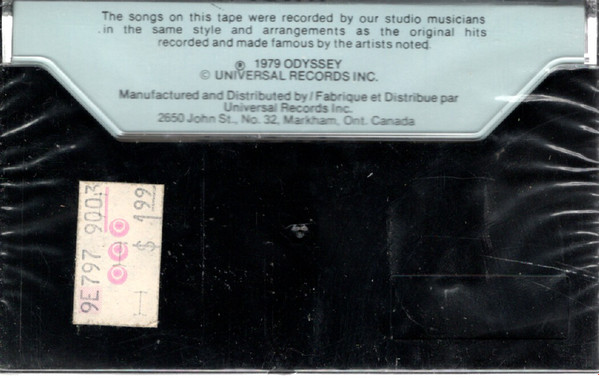 The songs on this tape were recorded by our studio musicians
in the same style and arrangements as the original hits
recorded and made famous by the artists noted.
℗ 1979 ODYSSEY
© UNIVERSAL RECORDS INC.
Manufactured and Distributed by / Fabrique et Distribue par
Universal Records Inc.
2650 John St., No. 32, Markham, Ont. Canada
9E797 9003
$ 1.99